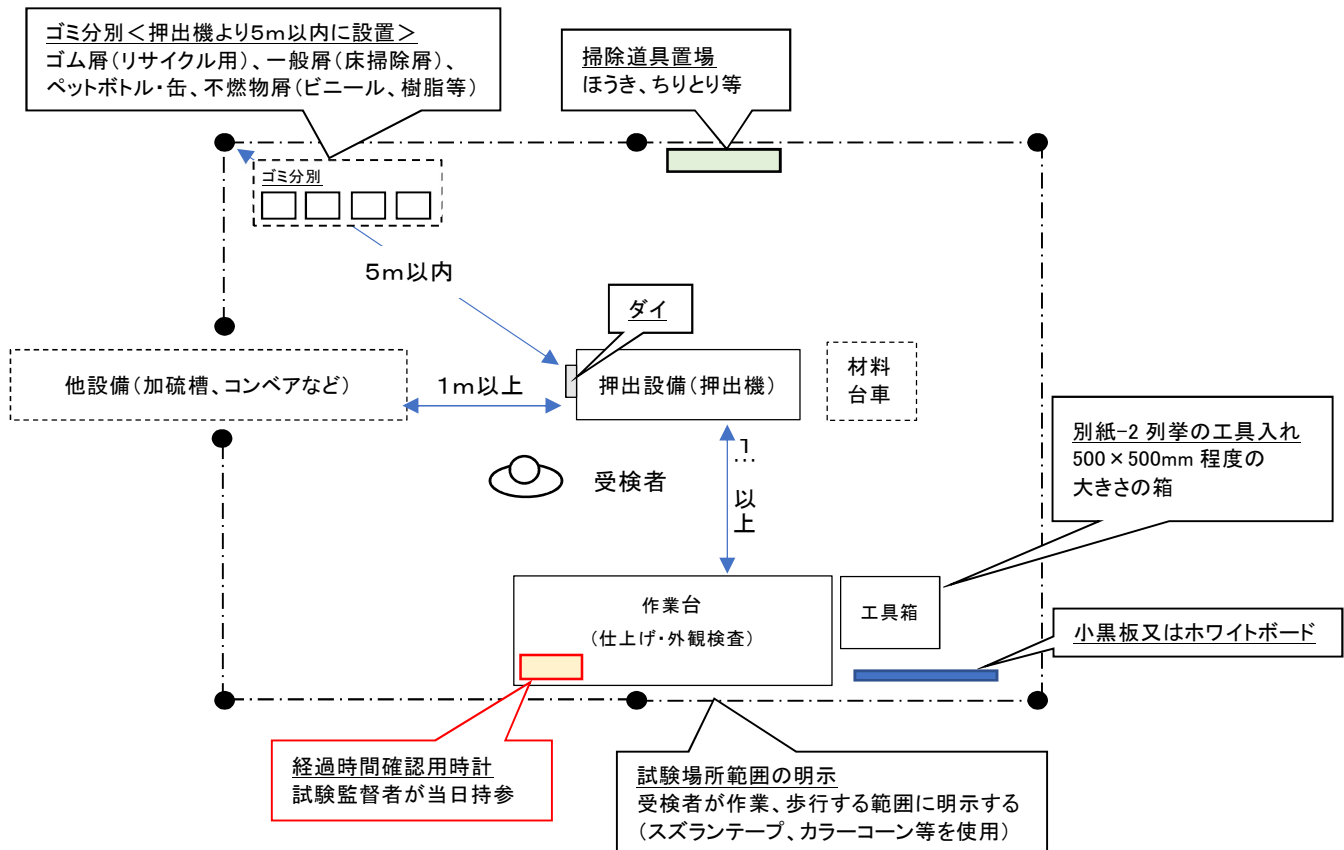 ゴミ分別<押出機より5m以内に設置>
ゴム屑(リサイクル用)、一般屑(床掃除屑)、
ペットボトル・缶、不燃物屑(ビニール、樹脂等)
掃除道具置場
ほうき、ちりとり等
ゴミ分別
5m以内
ダイ
他設備(加硫槽、コンベアなど)
1m以上
押出設備(押出機)
材料
台車
別紙-2 列挙の工具入れ
500×500mm 程度の
大きさの箱
受検者
以上
作業台
(仕上げ・外観検査)
工具箱
小黒板又はホワイトボード
経過時間確認用時計
試験監督者が当日持参
試験場所範囲の明示
受検者が作業、歩行する範囲に明示する
(スズランテープ、カラーコーン等を使用)